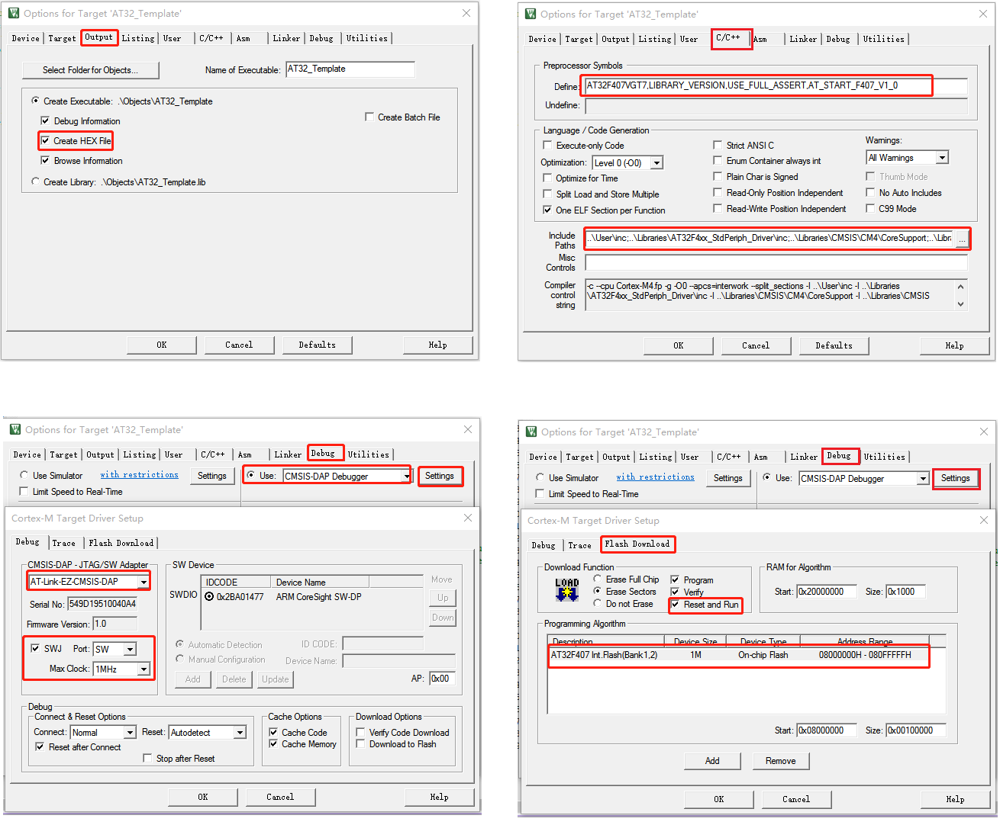 Options for Target 'AT32_Template'
Device Target Output Listing User C/C++ Asm Linker Debug Utilities
Select Folder for Objects... Name of Executable: AT32_Template
Create Executable: .\Objects\AT32_Template
Debug Information
Create Batch File
Create HEX File
Browse Information
Create Library: .\Objects\AT32_Template.lib
OK Cancel Defaults Help
Options for Target 'AT32_Template'
Device Target Output Listing User C/C++ Asm Linker Debug Utilities
Preprocessor Symbols
Define: AT32F407VGT7,LIBRARY_VERSION,USE_FULL_ASSERT,AT_START_F407_V1_0
Undefine:
Language / Code Generation
Execute-only Code Strict ANSI C Warnings:
Optimization: Level 0 (-O0) Enum Container always int All Warnings
Optimize for Time Plain Char is Signed Thumb Mode
Split Load and Store Multiple Read-Only Position Independent No Auto Includes
One ELF Section per Function Read-Write Position Independent C99 Mode
Include Paths ..\User\inc;..\Libraries\AT32F4xx_StdPeriph_Driver\inc;..\Libraries\CMSIS\CM4\CoreSupport;..\Libra ...
Misc Controls
Compiler control string -c --cpu Cortex-M4.fp -g -O0 --apcs=interwork --split_sections -I ..\User\inc -I ..\Libraries
\AT32F4xx_StdPeriph_Driver\inc -I ..\Libraries\CMSIS\CM4\CoreSupport -I ..\Libraries\CMSIS
OK Cancel Defaults Help
Options for Target 'AT32_Template'
Device Target Output Listing User C/C++ Asm Linker Debug Utilities
Use Simulator with restrictions Settings Use: CMSIS-DAP Debugger Settings
Limit Speed to Real-Time
Cortex-M Target Driver Setup
Debug Trace Flash Download
CMSIS-DAP - JTAG/SW Adapter
AT-Link-EZ-CMSIS-DAP
Serial No: 549D19510040A4
Firmware Version: 1.0
SWJ Port: SW
Max Clock: 1MHz
SW Device
IDCODE Device Name Move
SWDIO 0x2BA01477 ARM CoreSight SW-DP Up
Down
Automatic Detection ID CODE:
Manual Configuration Device Name:
Add Delete Update AP: 0x00
Debug
Connect & Reset Options
Connect: Normal Reset: Autodetect
Reset after Connect
Stop after Reset
Cache Options
Cache Code
Cache Memory
Download Options
Verify Code Download
Download to Flash
OK Cancel Help
Options for Target 'AT32_Template'
Device Target Output Listing User C/C++ Asm Linker Debug Utilities
Use Simulator with restrictions Settings Use: CMSIS-DAP Debugger Settings
Limit Speed to Real-Time
Cortex-M Target Driver Setup
Debug Trace Flash Download
Download Function
LOAD
Erase Full Chip Program
Erase Sectors Verify
Do not Erase Reset and Run
RAM for Algorithm
Start: 0x20000000 Size: 0x1000
Programming Algorithm
Description Device Size Device Type Address Range
AT32F407 Int.Flash(Bank1,2) 1M On-chip Flash 08000000H - 080FFFFFH
Start: 0x08000000 Size: 0x00100000
Add Remove
OK Cancel Help